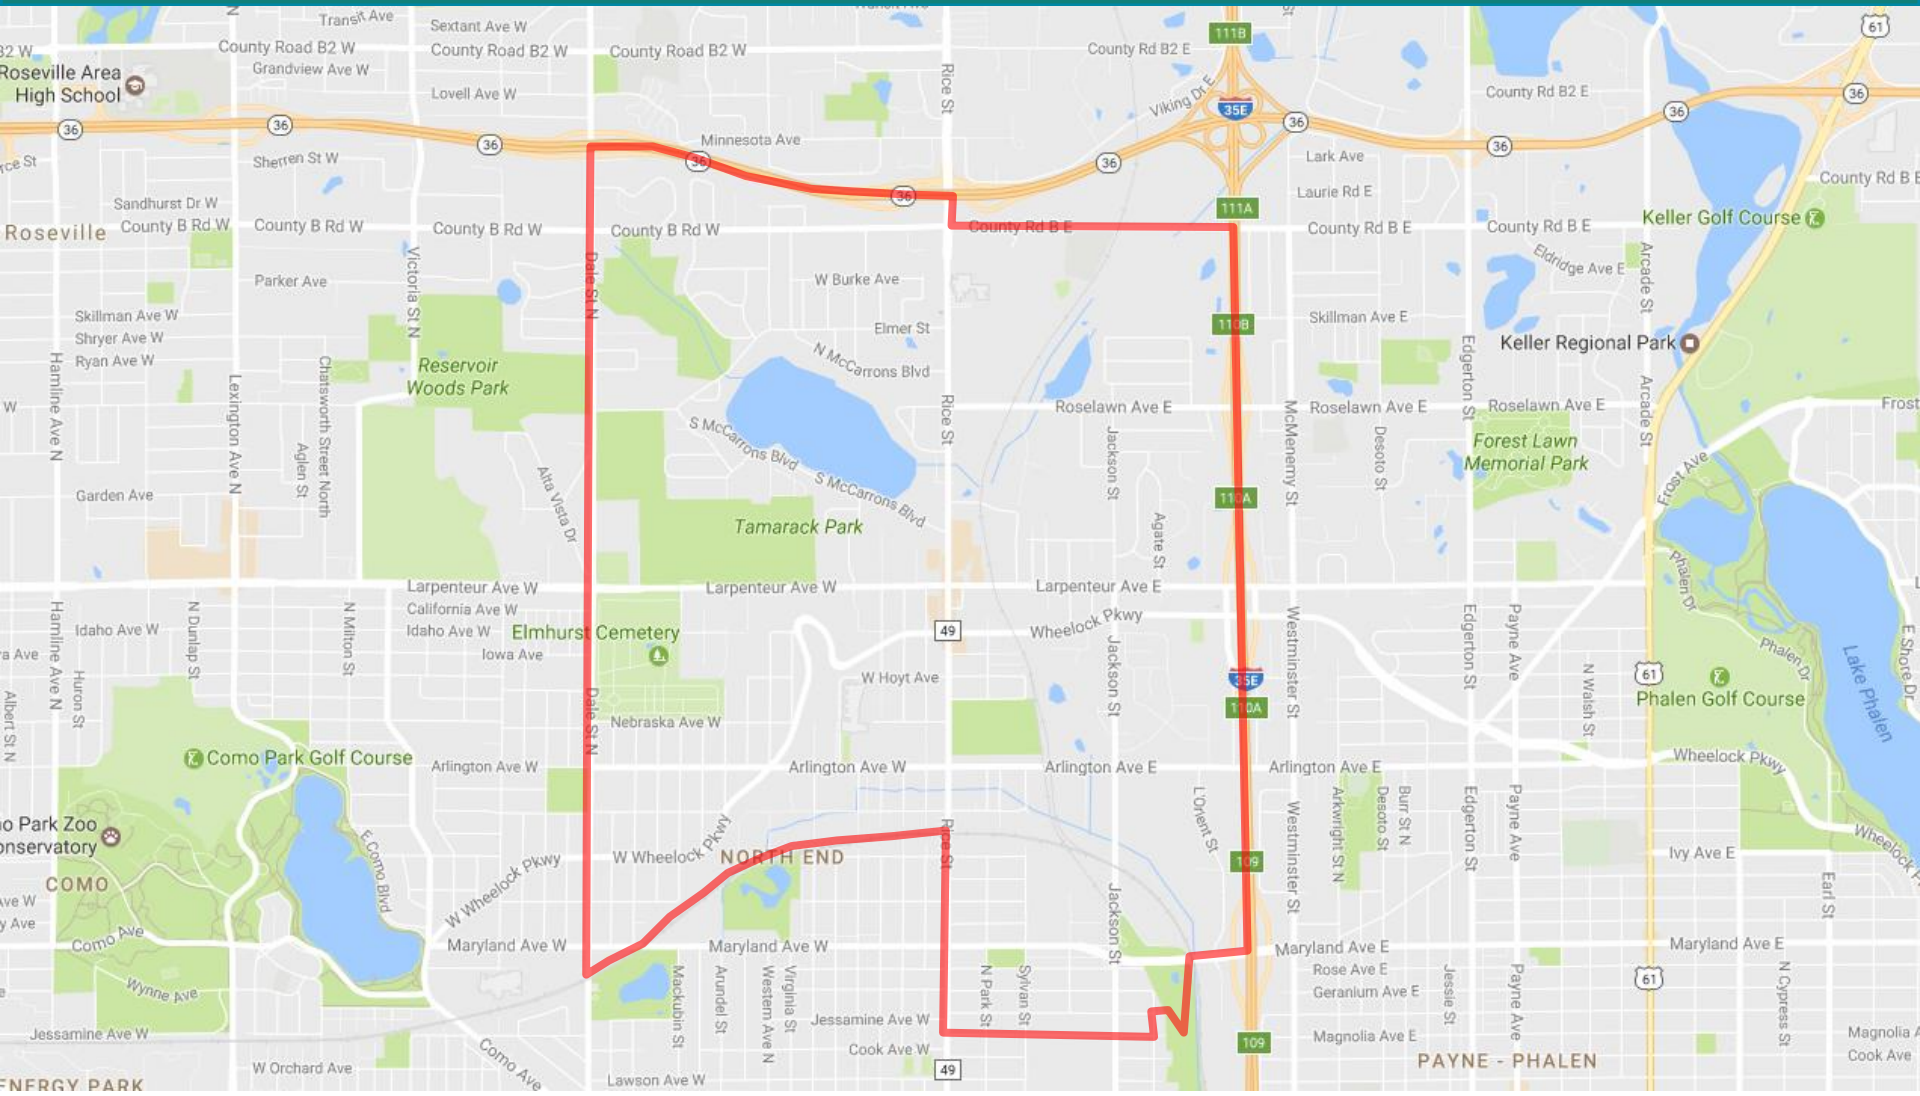 Transit Ave
Sextant Ave W
County Road B2 W
County Road B2 W
County Road B2 W
County Rd B2 E
111B
61
B2 W
Roseville Area
High School
Grandview Ave W
Lovell Ave W
Rice St
Viking Dr E
35E
County Rd B2 E
36
36
36
36
36
36
36
36
36
36
Minnesota Ave
Sherren St W
Lark Ave
Laurie Rd E
County Rd B E
Sandhurst Dr W
111A
Roseville
County B Rd W
County B Rd W
County B Rd W
County B Rd W
County Rd B E
County Rd B E
County Rd B E
Keller Golf Course
Victoria St N
Dale St N
Parker Ave
W Burke Ave
Eldridge Ave E
Arcade St
Skillman Ave W
Shryer Ave W
Ryan Ave W
Elmer St
110B
Skillman Ave E
Keller Regional Park
Hamline Ave N
Lexington Ave N
Chatsworth Street North
Reservoir
Woods Park
N McCarrons Blvd
Edgerton St
Arcade St
W
Rice St
Roselawn Ave E
Roselawn Ave E
Roselawn Ave E
Frost
S McCarrons Blvd
S McCarrons Blvd
Jackson St
McMenemy St
Desoto St
Forest Lawn
Memorial Park
Frost Ave
Aglen St
Alta Vista Dr
Garden Ave
110A
Tamarack Park
Agate St
Phalen Dr
Larpenteur Ave W
Larpenteur Ave W
Larpenteur Ave E
California Ave W
Idaho Ave W
Idaho Ave W
Iowa Ave
Elmhurst Cemetery
49
Wheelock Pkwy
Hamline Ave N
N Dunlap St
N Milton St
Huron St
Albert St N
W Hoyt Ave
Jackson St
35E
110A
Westminster St
Edgerton St
Payne Ave
N Walsh St
61
Phalen Golf Course
Phalen Dr
Lake Phalen
E Shore Dr
Dale St N
Nebraska Ave W
Como Park Golf Course
Arlington Ave W
Arlington Ave W
Arlington Ave E
Arlington Ave E
Wheelock Pkwy
L'Orient St
Westminster St
Arkwright St N
Desoto St
Burr St N
Edgerton St
Payne Ave
E Como Blvd
W Wheelock Pkwy
W Wheelock Pkwy
NORTH END
Rice St
109
Ivy Ave E
Wheelock
Earl St
COMO
Como Ave
Maryland Ave W
Maryland Ave W
Jackson St
Maryland Ave E
Maryland Ave E
Wynne Ave
Mackubin St
Arundel St
Western Ave N
Virginia St
N Park St
Sylvan St
Rose Ave E
Geranium Ave E
Jessie St
Payne Ave
61
N Cypress St
Jessamine Ave W
Jessamine Ave W
Magnolia Ave E
Magnolia A
Como Ave
Cook Ave W
109
PAYNE - PHALEN
Cook Ave
W Orchard Ave
Lawson Ave W
49
ENERGY PARK